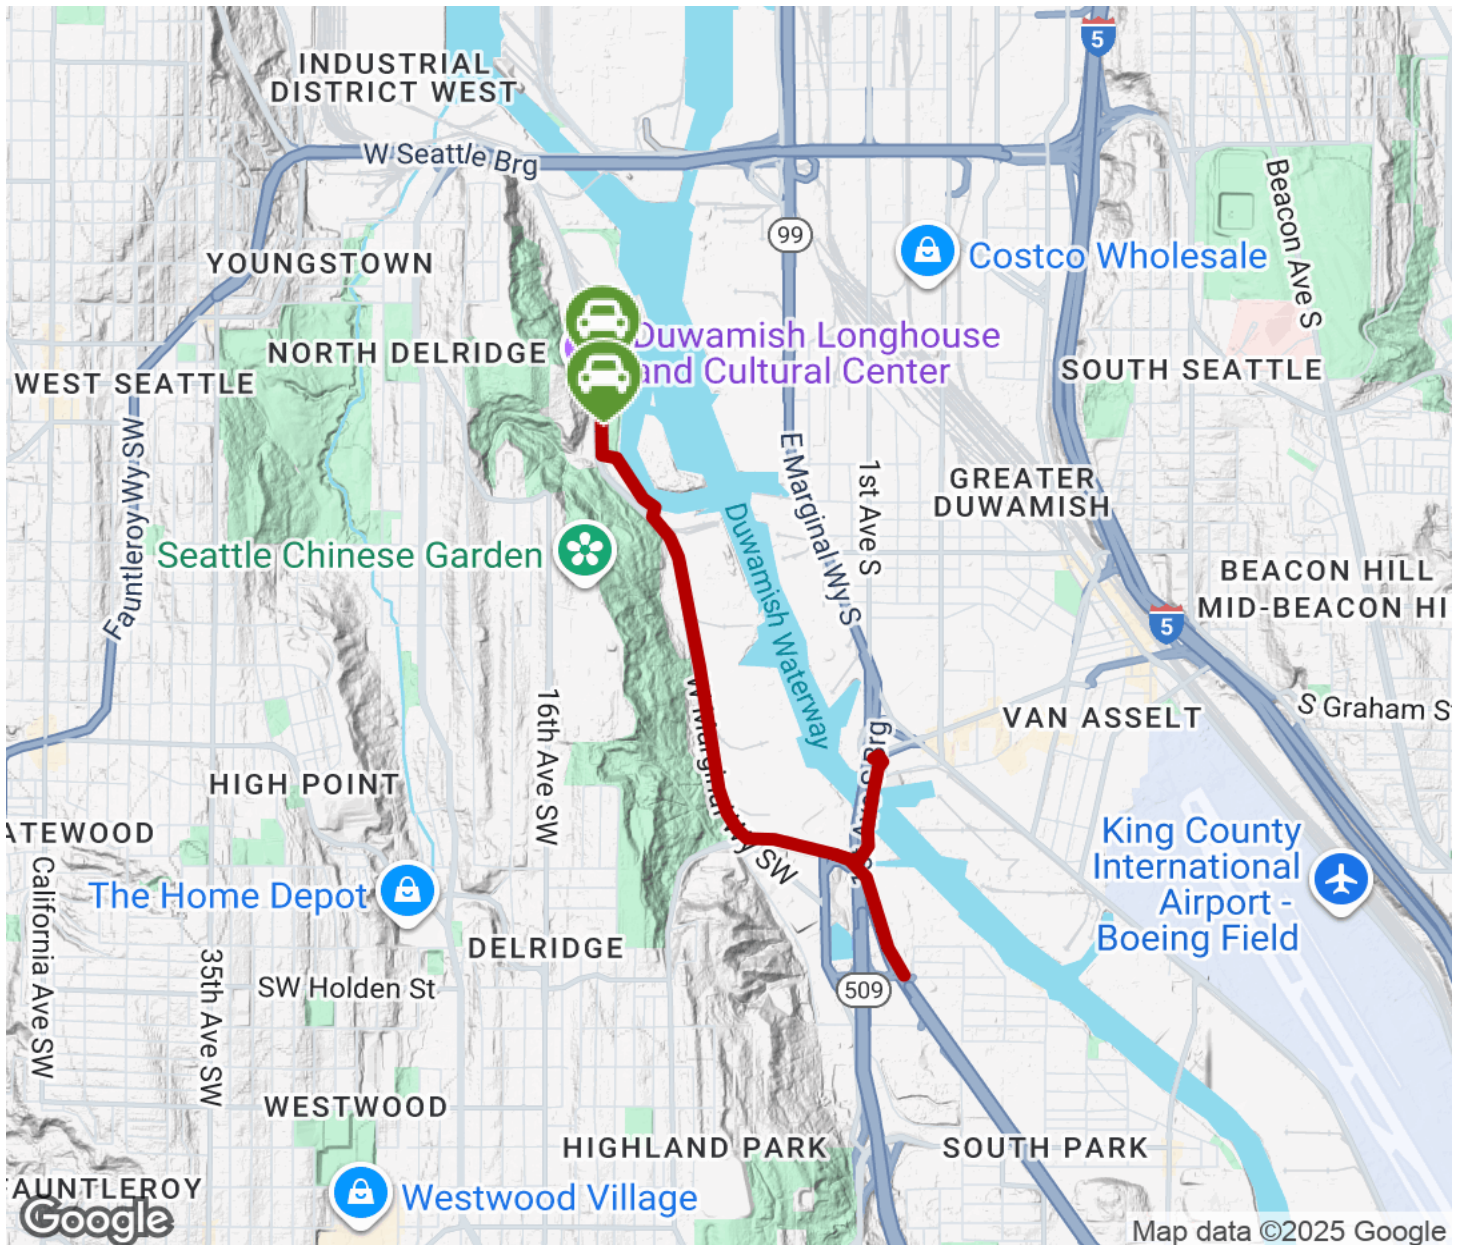 INDUSTRIAL
DISTRICT WEST
5
W Seattle Brg
99
Costco Wholesale
Beacon Ave S
YOUNGSTOWN
Duwamish Longhouse
and Cultural Center
NORTH DELRIDGE
WEST SEATTLE
SOUTH SEATTLE
Fauntleroy Wy SW
E Marginal Wy S
1st Ave S
GREATER
DUWAMISH
Duwamish Waterway
Seattle Chinese Garden
BEACON HILL
MID-BEACON HI
5
16th Ave SW
W Marginal Wy SW
S Graham S
VAN ASSELT
HIGH POINT
ATEWOOD
California Ave SW
The Home Depot
King County
International
Airport -
Boeing Field
35th Ave SW
DELRIDGE
SW Holden St
509
WESTWOOD
HIGHLAND PARK
SOUTH PARK
AUNTLEROY
Westwood Village
Google
Map data ©2025 Google